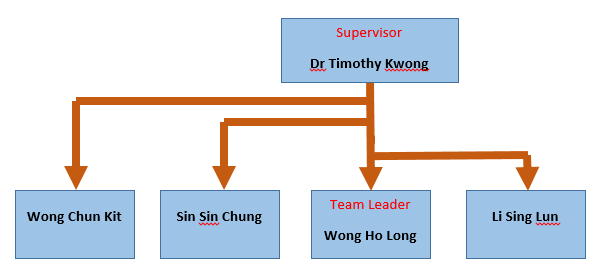 Supervisor
Dr Timothy Kwong
Wong Chun Kit
Sin Sin Chung
Team Leader
Wong Ho Long
Li Sing Lun